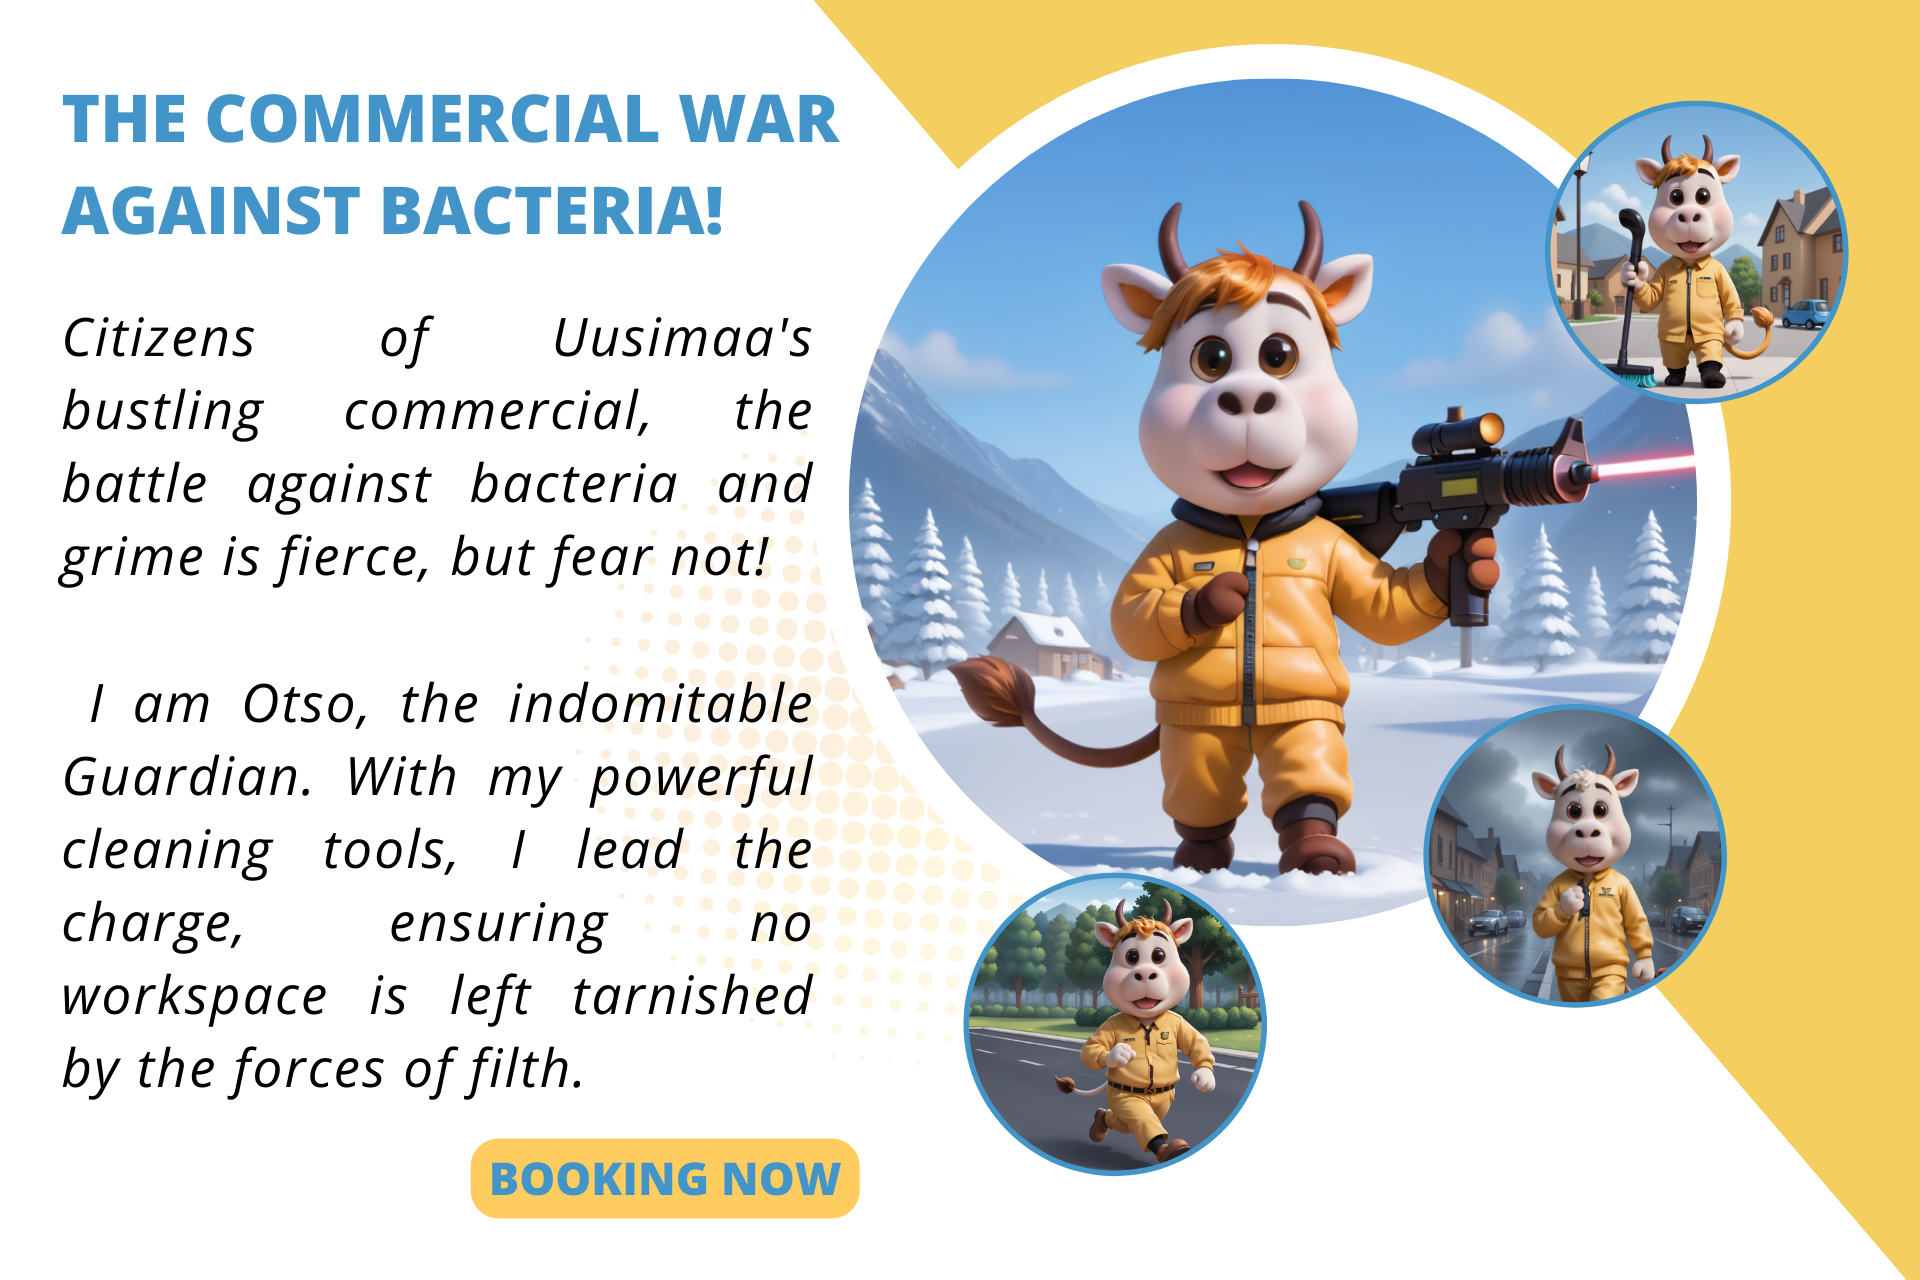 THE COMMERCIAL WAR
AGAINST BACTERIA!
Citizens of Uusimaa's
bustling commercial, the
battle against bacteria and
grime is fierce, but fear not!
I am Otso, the indomitable
Guardian. With my powerful
cleaning tools, I lead the
charge, ensuring no
workspace is left tarnished
by the forces of filth.
BOOKING NOW